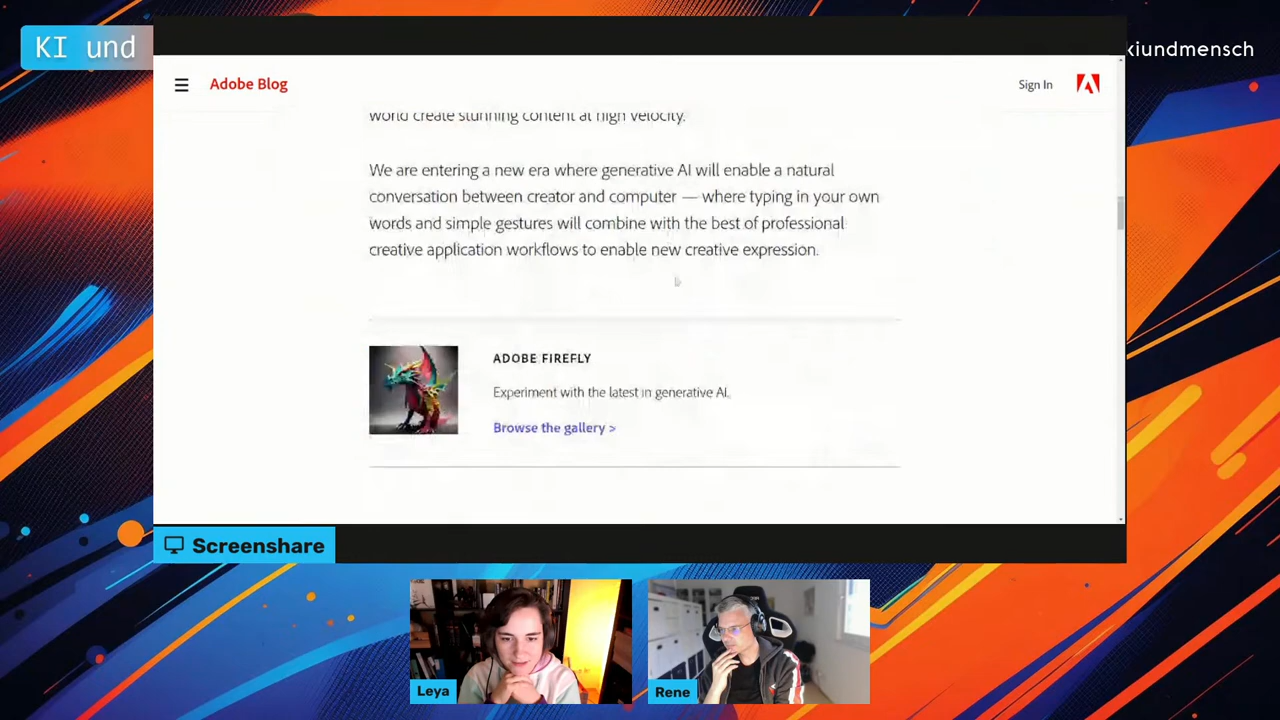 KI und
kiundmensch
Adobe Blog
Sign In
world create stunning content at high velocity.
We are entering a new era where generative AI will enable a natural
conversation between creator and computer — where typing in your own
words and simple gestures will combine with the best of professional
creative application workflows to enable new creative expression.
ADOBE FIREFLY
Experiment with the latest in generative AI.
Browse the gallery >
Screenshare
Leya
Rene